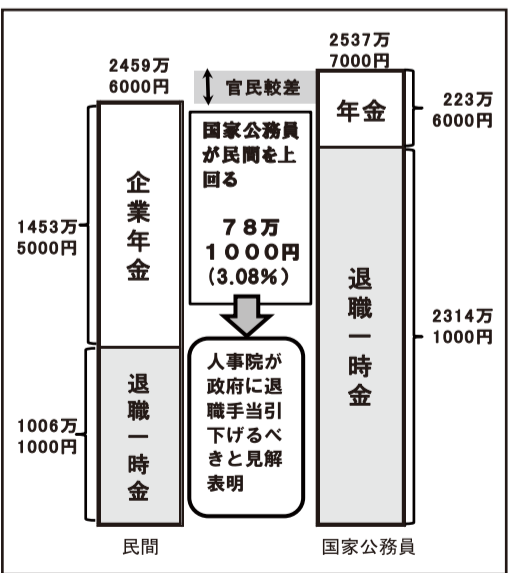 2459万
6000円
企業年金
1453万
5000円
退職一時金
1006万
1000円
民間
官民較差
国家公務員
が民間を上
回る
７８万
１０００円
（3.08%）
人事院が
政府に退
職手当引
下げるべ
きと見解
表明
2537万
7000円
年金
223万
6000円
退職一時金
2314万
1000円
国家公務員